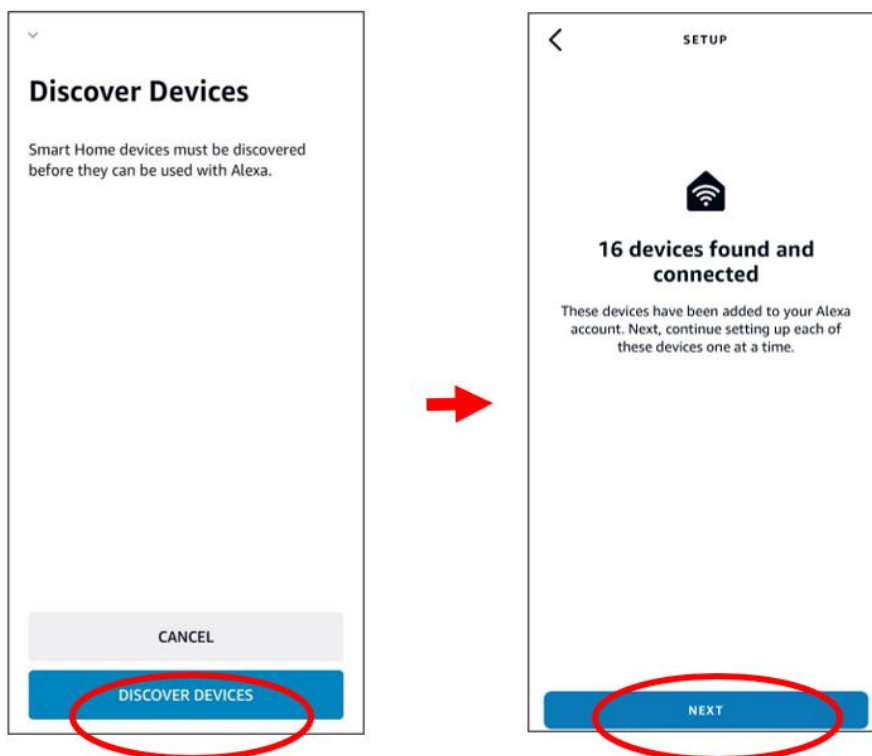 Discover Devices
Smart Home devices must be discovered
before they can be used with Alexa.
CANCEL
DISCOVER DEVICES
SETUP
16 devices found and
connected
These devices have been added to your Alexa
account. Next, continue setting up each of
these devices one at a time.
NEXT